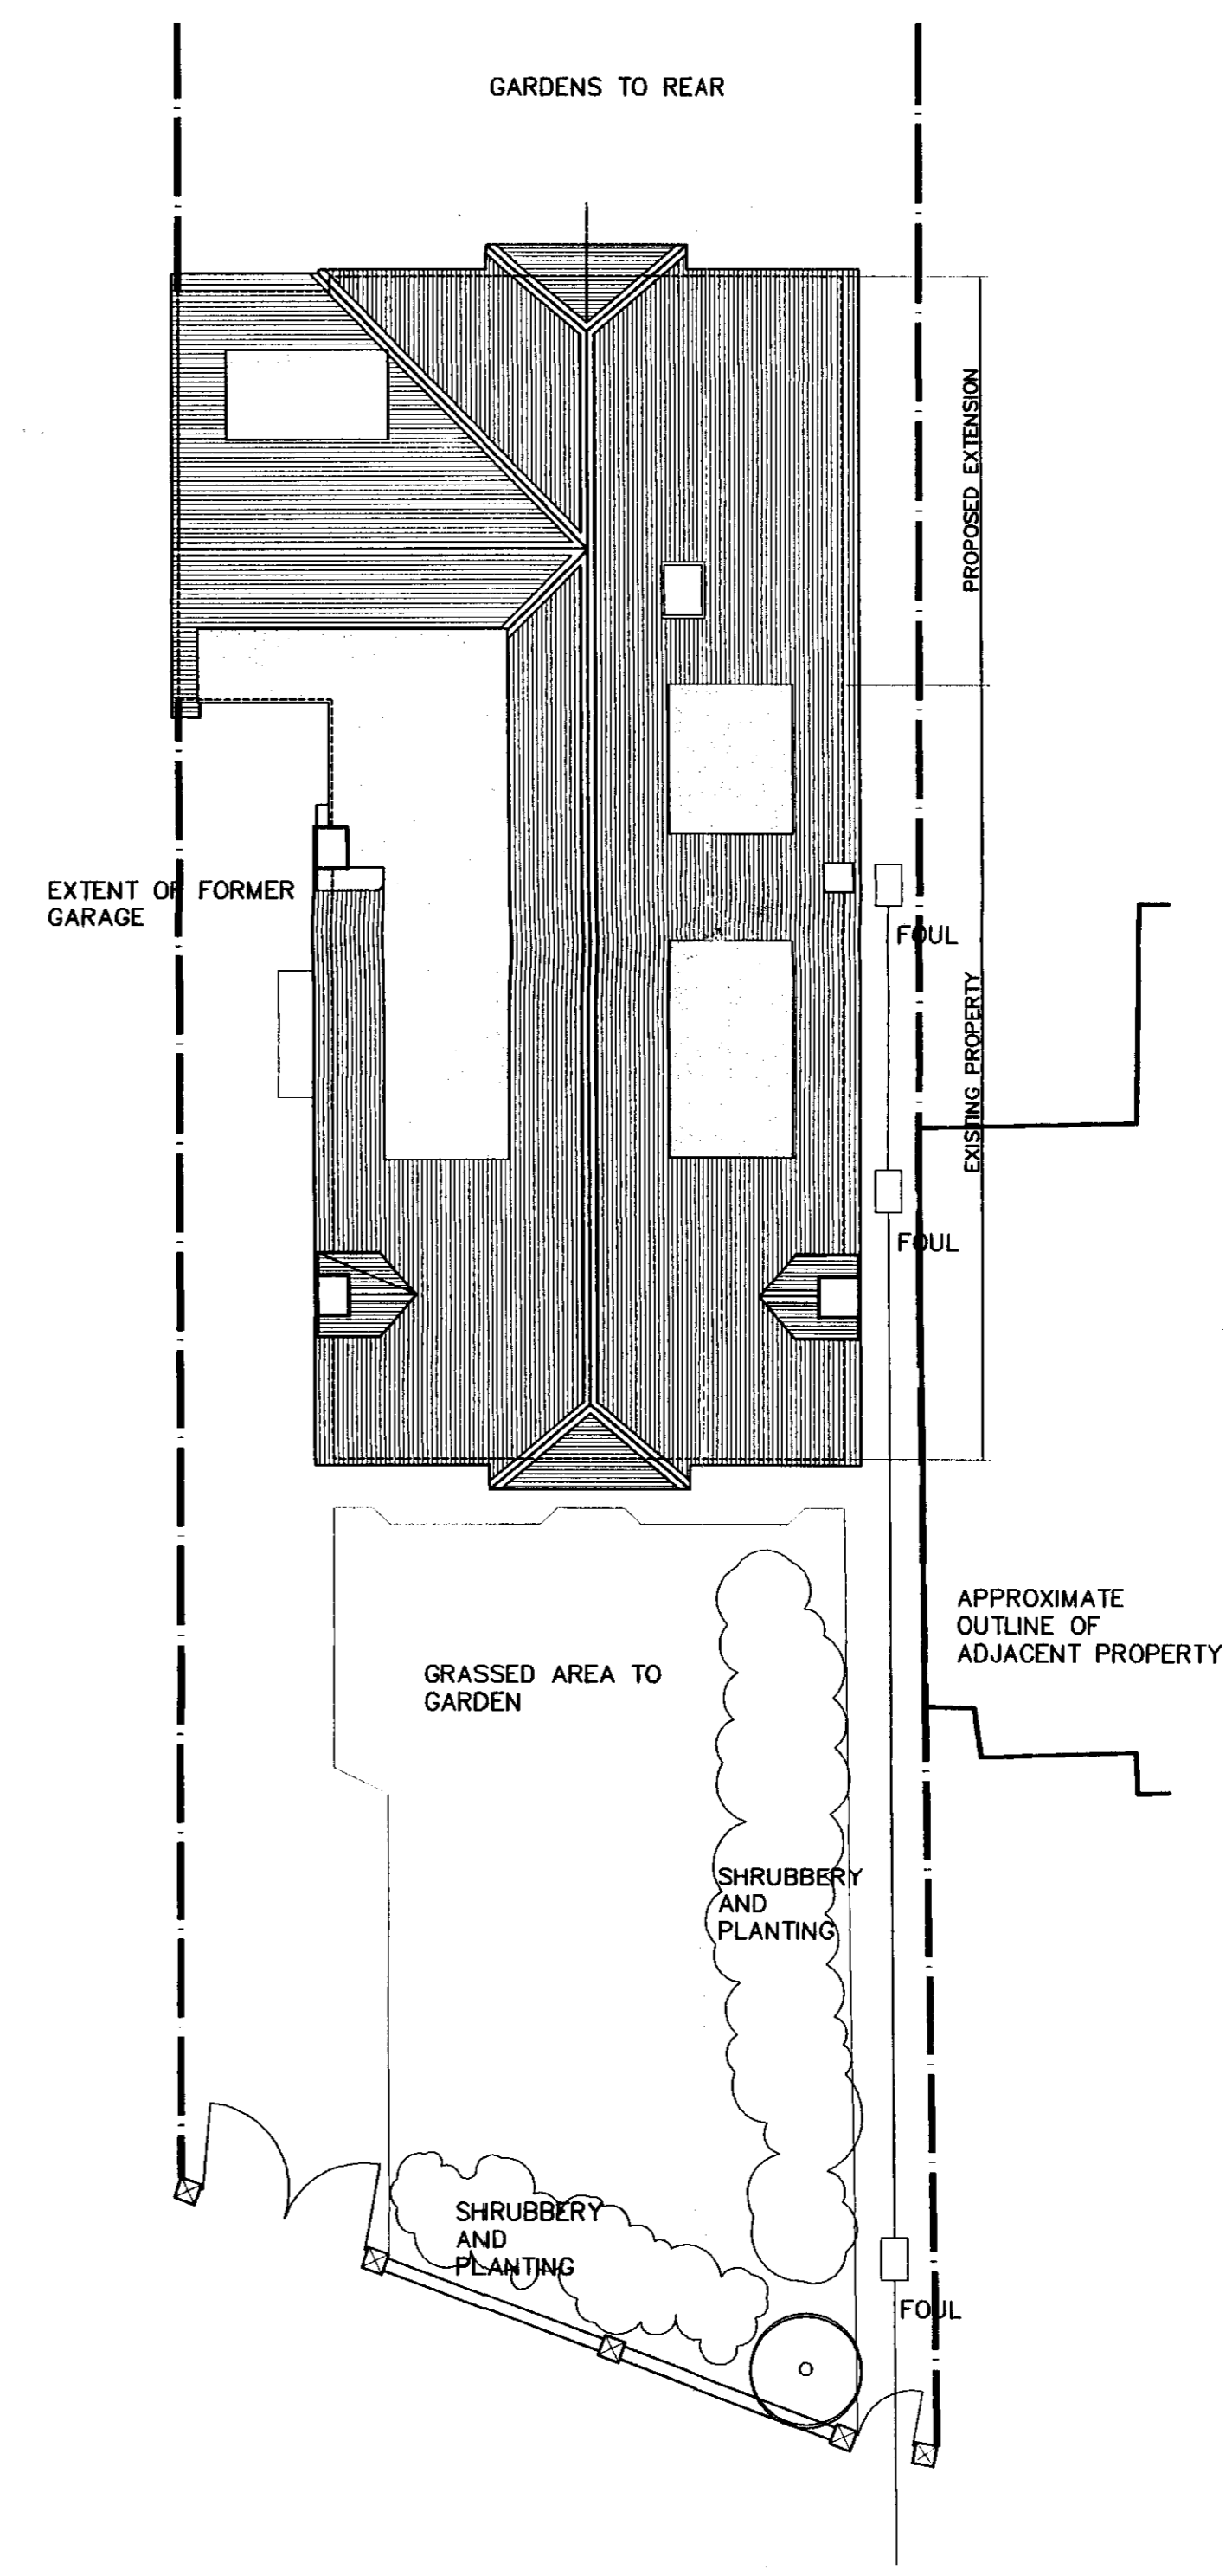 GARDENS TO REAR
PROPOSED EXTENSION
EXTENT OF FORMER
GARAGE
FOUL
EXISTING PROPERTY
FOUL
APPROXIMATE
OUTLINE OF
ADJACENT PROPERTY
GRASSED AREA TO
GARDEN
SHRUBBERY
AND
PLANTING
SHRUBBERY
AND
PLANTING
FOUL